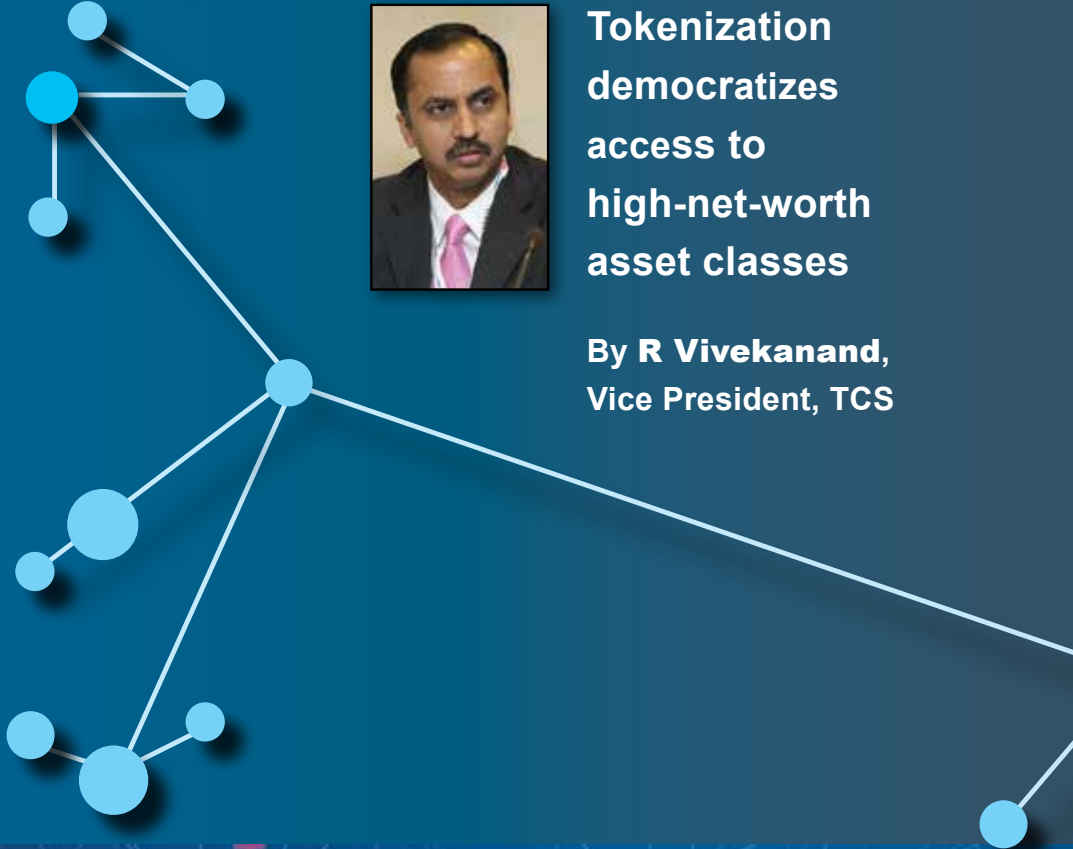 Tokenization
democratizes
access to
high-net-worth
asset classes
By R Vivekanand,
Vice President, TCS